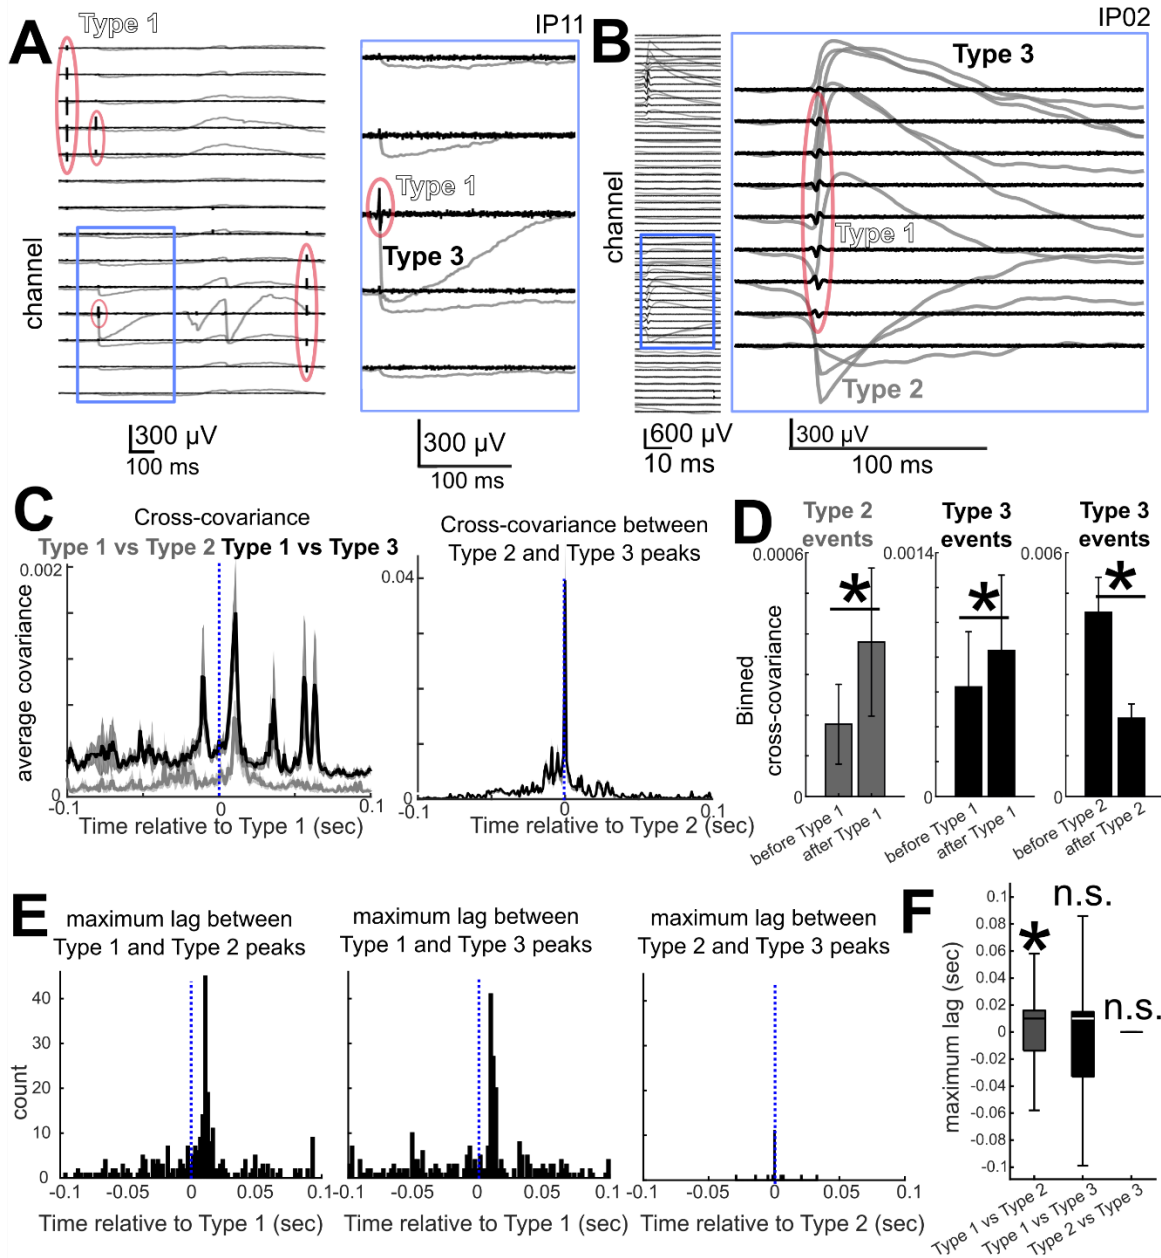 A
Type 1
IP11
channel
Type 1
Type 3
300 µV
100 ms
300 µV
100 ms
B
IP02
channel
Type 3
Type 1
Type 2
600 µV
10 ms
300 µV
100 ms
C
Cross-covariance
Type 1 vs Type 2 Type 1 vs Type 3
0.002
average covariance
0
-0.1
0
0.1
Time relative to Type 1 (sec)
Cross-covariance between
Type 2 and Type 3 peaks
0.04
0
-0.1
0
0.1
Time relative to Type 2 (sec)
D
Type 2
events
Type 3
events
Type 3
events
0.0006
0.0014
0.006
*
*
*
Binned
cross-covariance
0
0
0
before Type 1
after Type 1
before Type 1
after Type 1
before Type 2
after Type 2
E
maximum lag between
Type 1 and Type 2 peaks
maximum lag between
Type 1 and Type 3 peaks
maximum lag between
Type 2 and Type 3 peaks
count
40
30
20
10
0
-0.1
-0.05
0
0.05
0.1
Time relative to Type 1 (sec)
-0.1
-0.05
0
0.05
0.1
Time relative to Type 1 (sec)
-0.1
-0.05
0
0.05
0.1
Time relative to Type 2 (sec)
F
maximum lag (sec)
0.1
0.08
0.06
0.04
0.02
0
-0.02
-0.04
-0.06
-0.08
-0.1
*
n.s.
n.s.
Type 1 vs Type 2
Type 1 vs Type 3
Type 2 vs Type 3